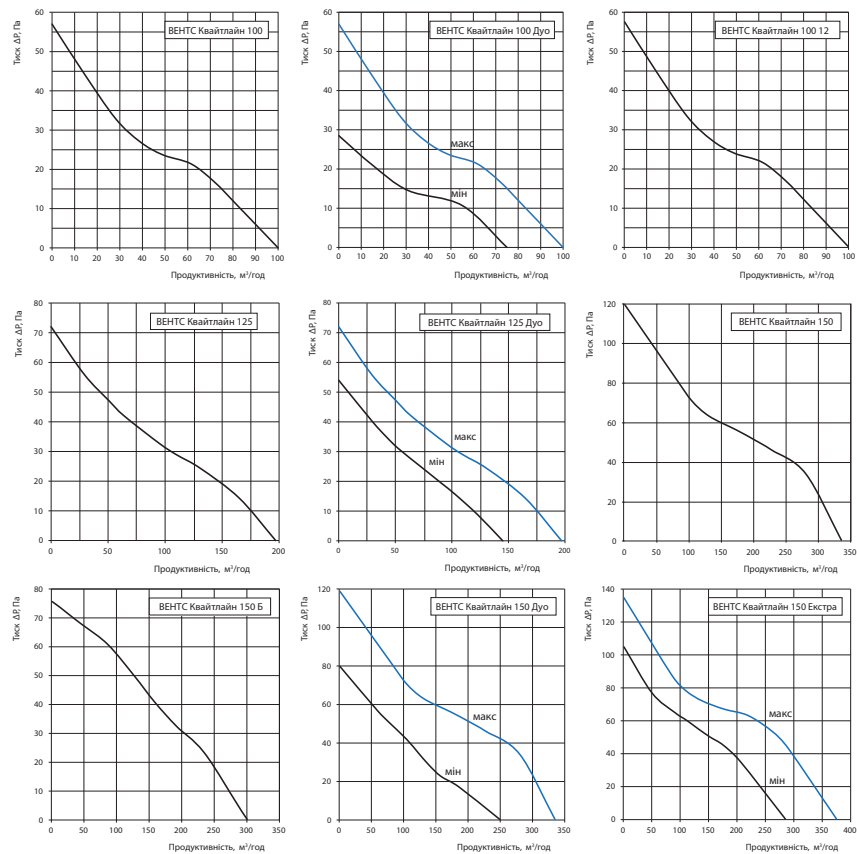 Тиск ΔP, Па
ВЕНТС Квайтлайн 100
60
50
40
30
20
10
0
0 10 20 30 40 50 60 70 80 90 100
Продуктивність, м³/год
Тиск ΔP, Па
ВЕНТС Квайтлайн 100 Дуо
60
50
40
30
20
10
0
макс
мін
0 10 20 30 40 50 60 70 80 90 100
Продуктивність, м³/год
Тиск ΔP, Па
ВЕНТС Квайтлайн 100 12
60
50
40
30
20
10
0
0 10 20 30 40 50 60 70 80 90 100
Продуктивність, м³/год
Тиск ΔP, Па
ВЕНТС Квайтлайн 125
80
70
60
50
40
30
20
10
0
0 50 100 150 200
Продуктивність, м³/год
Тиск ΔP, Па
ВЕНТС Квайтлайн 125 Дуо
80
70
60
50
40
30
20
10
0
макс
мін
0 50 100 150 200
Продуктивність, м³/год
Тиск ΔP, Па
ВЕНТС Квайтлайн 150
120
100
80
60
40
20
0
0 50 100 150 200 250 300 350
Продуктивність, м³/год
Тиск ΔP, Па
ВЕНТС Квайтлайн 150 Б
80
70
60
50
40
30
20
10
0
0 50 100 150 200 250 300 350
Продуктивність, м³/год
Тиск ΔP, Па
ВЕНТС Квайтлайн 150 Дуо
120
100
80
60
40
20
0
макс
мін
0 50 100 150 200 250 300 350
Продуктивність, м³/год
Тиск ΔP, Па
ВЕНТС Квайтлайн 150 Екстра
140
120
100
80
60
40
20
0
макс
мін
0 50 100 150 200 250 300 350 400
Продуктивність, м³/год